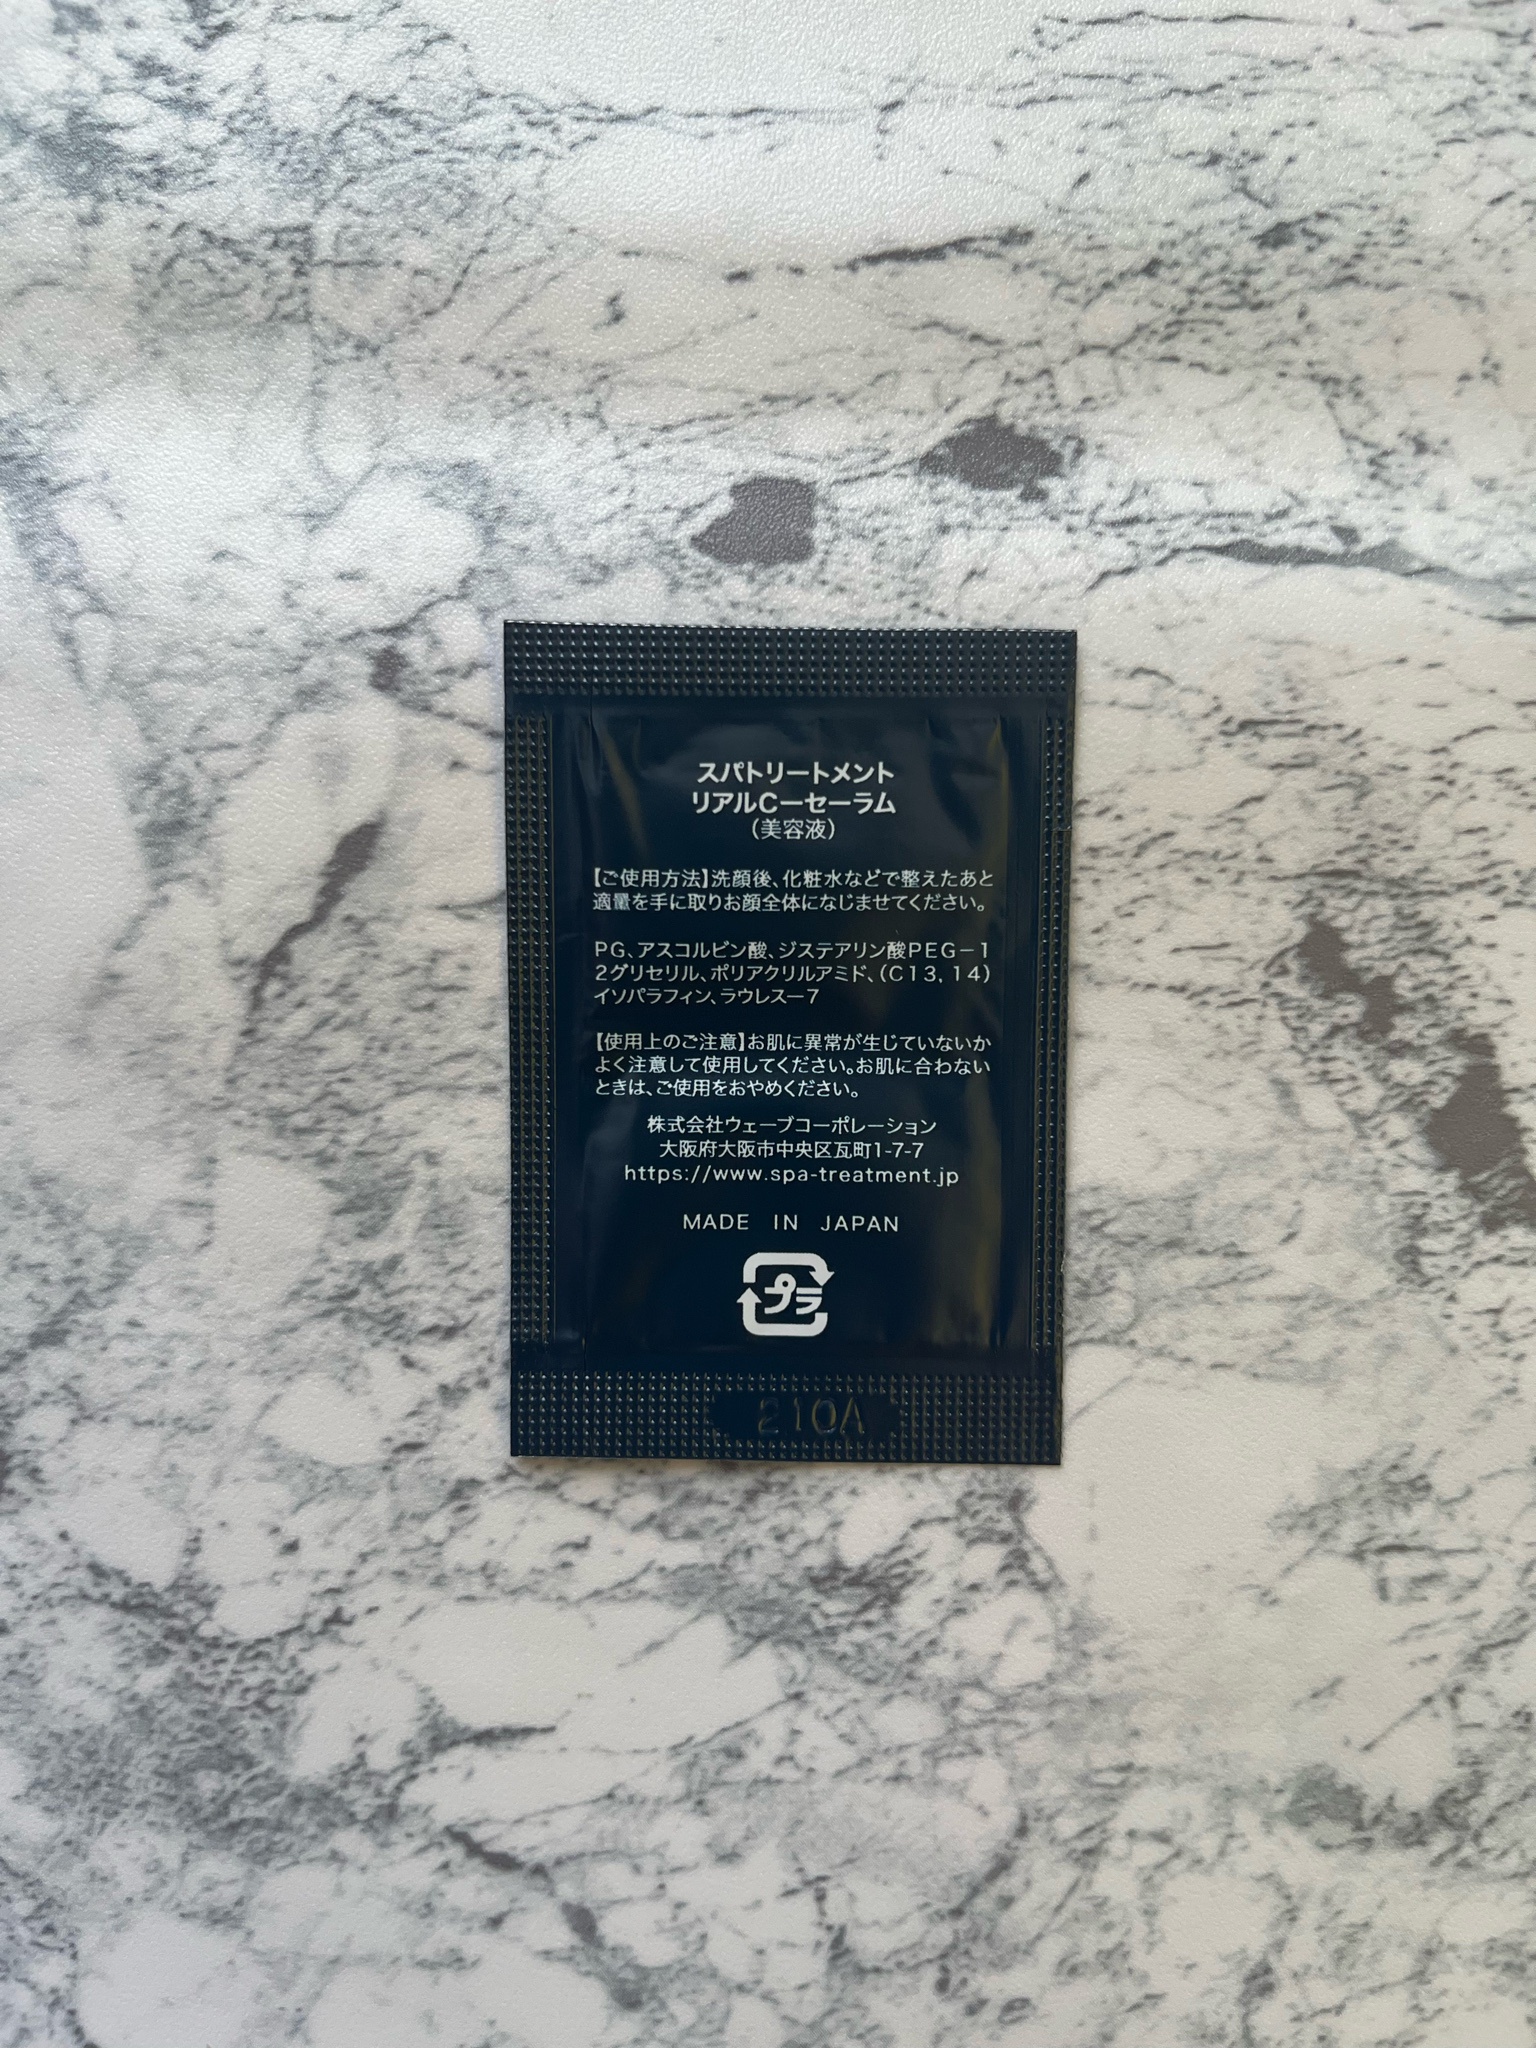 スパトリートメント
リアルCーセーラム
(美容液)
【ご使用方法】洗顔後、化粧水などで整えたあと
適量を手に取りお顔全体になじませてください。
PG、アスコルビン酸、ジステアリン酸PEG－1
2グリセリル、ポリアクリルアミド、(C13, 14)
イソパラフィン、ラウレスー7
【使用上のご注意】お肌に異常が生じていないか
よく注意して使用してください。お肌に合わない
ときは、ご使用をおやめください。
株式会社ウェーブコーポレーション
大阪府大阪市中央区瓦町1-7-7
https://www.spa-treatment.jp
MADE IN JAPAN
プラ